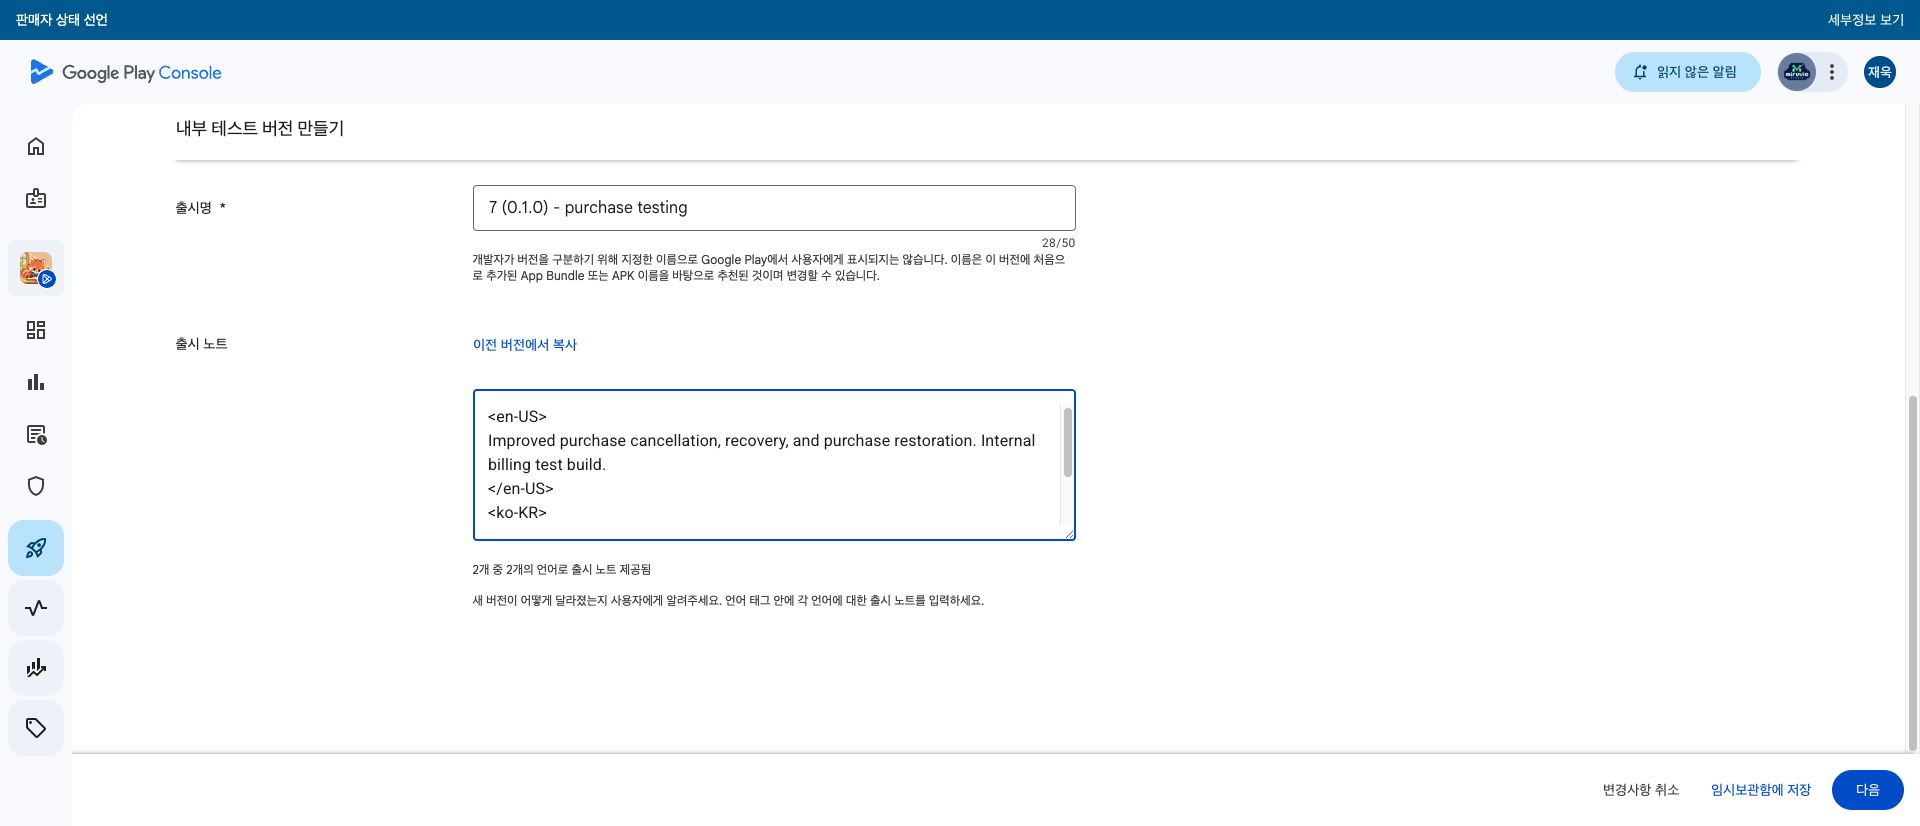 판매자 상태 선언
세부정보 보기
Google Play Console
읽지 않은 알림
miruvia
재욱
내부 테스트 버전 만들기
출시명 *
7 (0.1.0) - purchase testing
28/50
개발자가 버전을 구분하기 위해 지정한 이름으로 Google Play에서 사용자에게 표시되지는 않습니다. 이름은 이 버전에 처음으
로 추가된 App Bundle 또는 APK 이름을 바탕으로 추천된 것이며 변경할 수 있습니다.
출시 노트
이전 버전에서 복사
<en-US>
Improved purchase cancellation, recovery, and purchase restoration. Internal
billing test build.
</en-US>
<ko-KR>
2개 중 2개의 언어로 출시 노트 제공됨
새 버전이 어떻게 달라졌는지 사용자에게 알려주세요. 언어 태그 안에 각 언어에 대한 출시 노트를 입력하세요.
변경사항 취소
임시보관함에 저장
다음